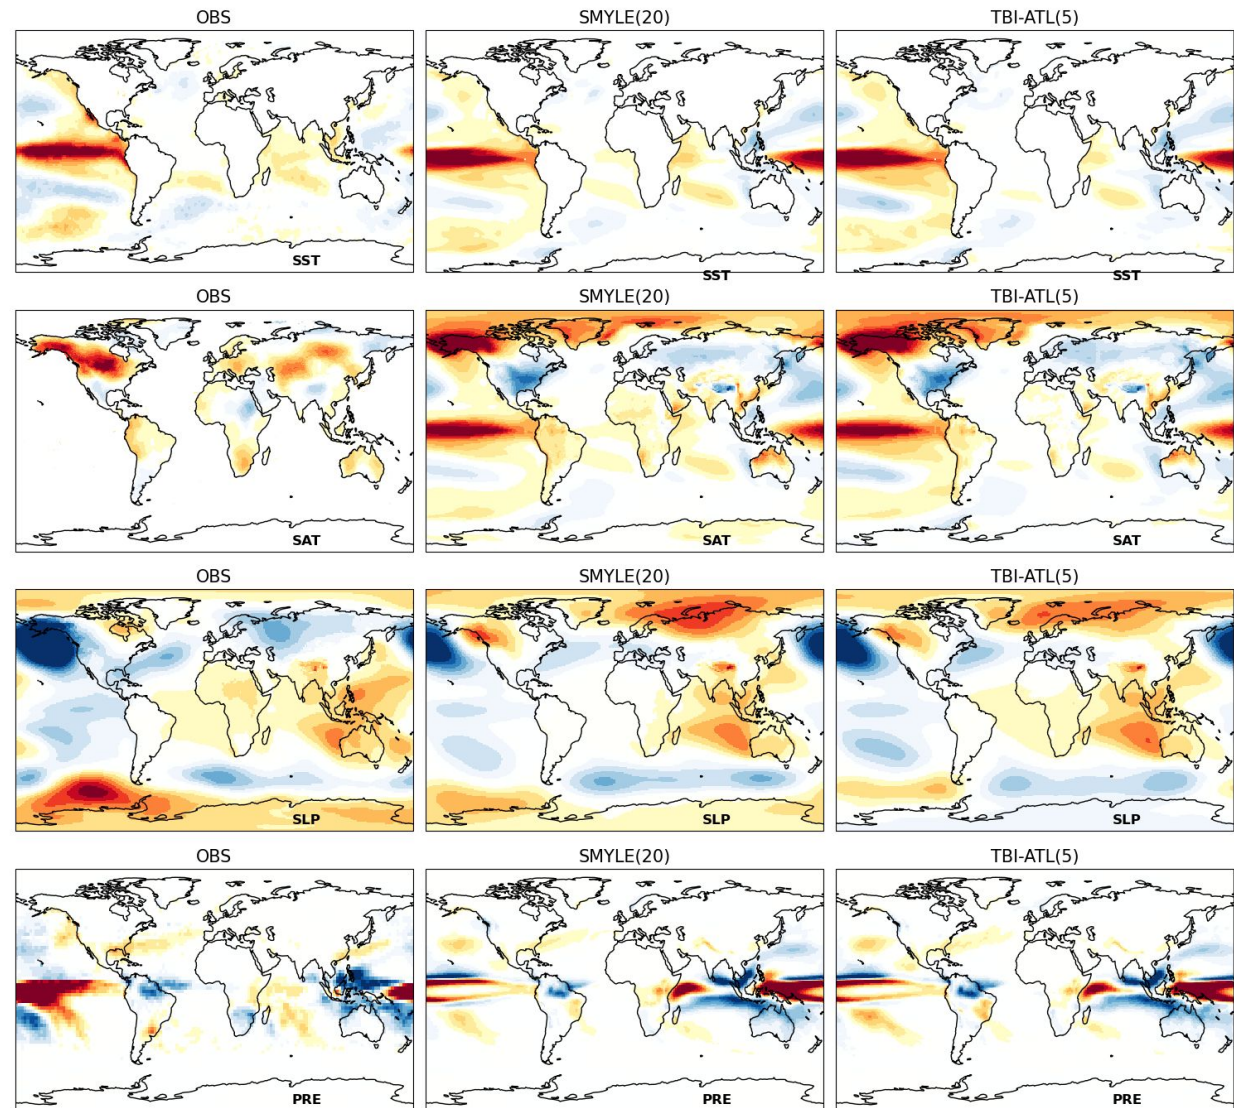 OBS SMYLE(20) TBI-ATL(5)
SST SST SST
OBS SMYLE(20) TBI-ATL(5)
SAT SAT SAT
OBS SMYLE(20) TBI-ATL(5)
SLP SLP SLP
OBS SMYLE(20) TBI-ATL(5)
PRE PRE PRE